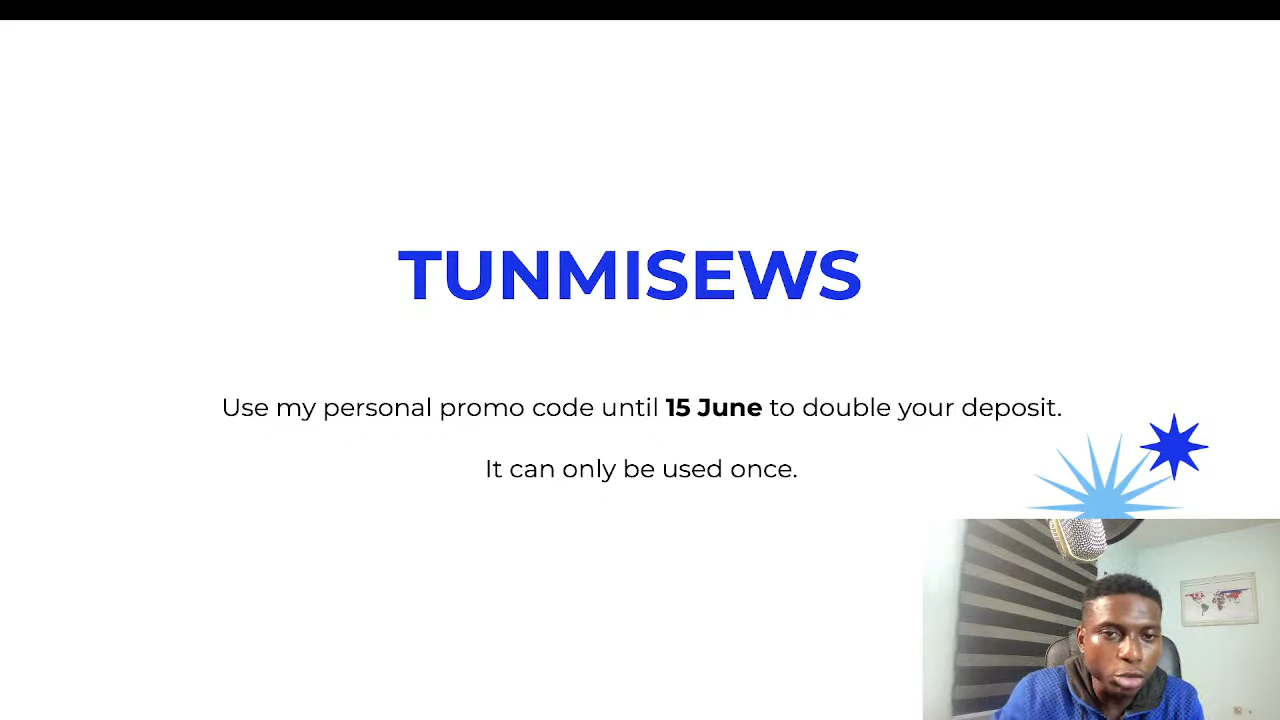 TUNMISEWS
Use my personal promo code until 15 June to double your deposit.
It can only be used once.